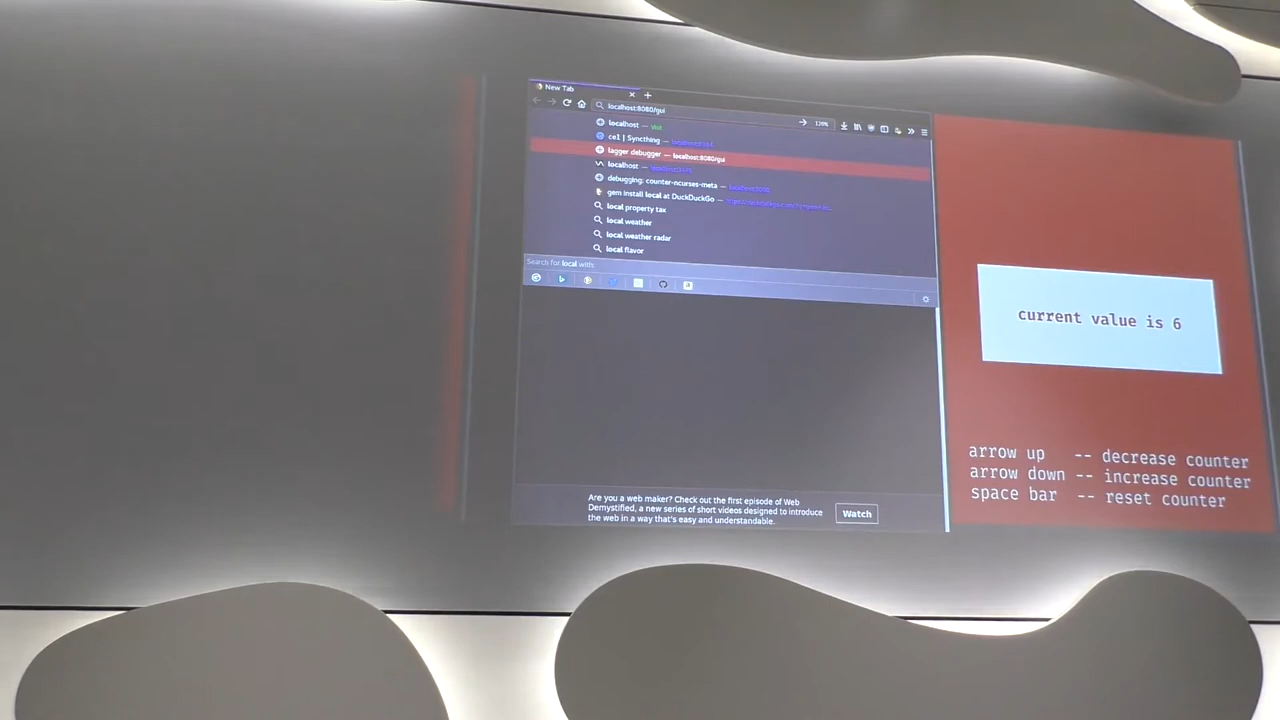 New Tab
localhost:8080/gui
120%
localhost — Visit
ce1 | Syncthing —
lagger debugger — localhost:8080/gui
localhost —
debugging: counter-ncurses-meta —
gem install local at DuckDuckGo —
local property tax
local weather
local weather radar
local flavor
Search for local with:
Are you a web maker? Check out the first episode of Web
Demystified, a new series of short videos designed to introduce
the web in a way that's easy and understandable.
Watch
current value is 6
arrow up -- decrease counter
arrow down -- increase counter
space bar -- reset counter